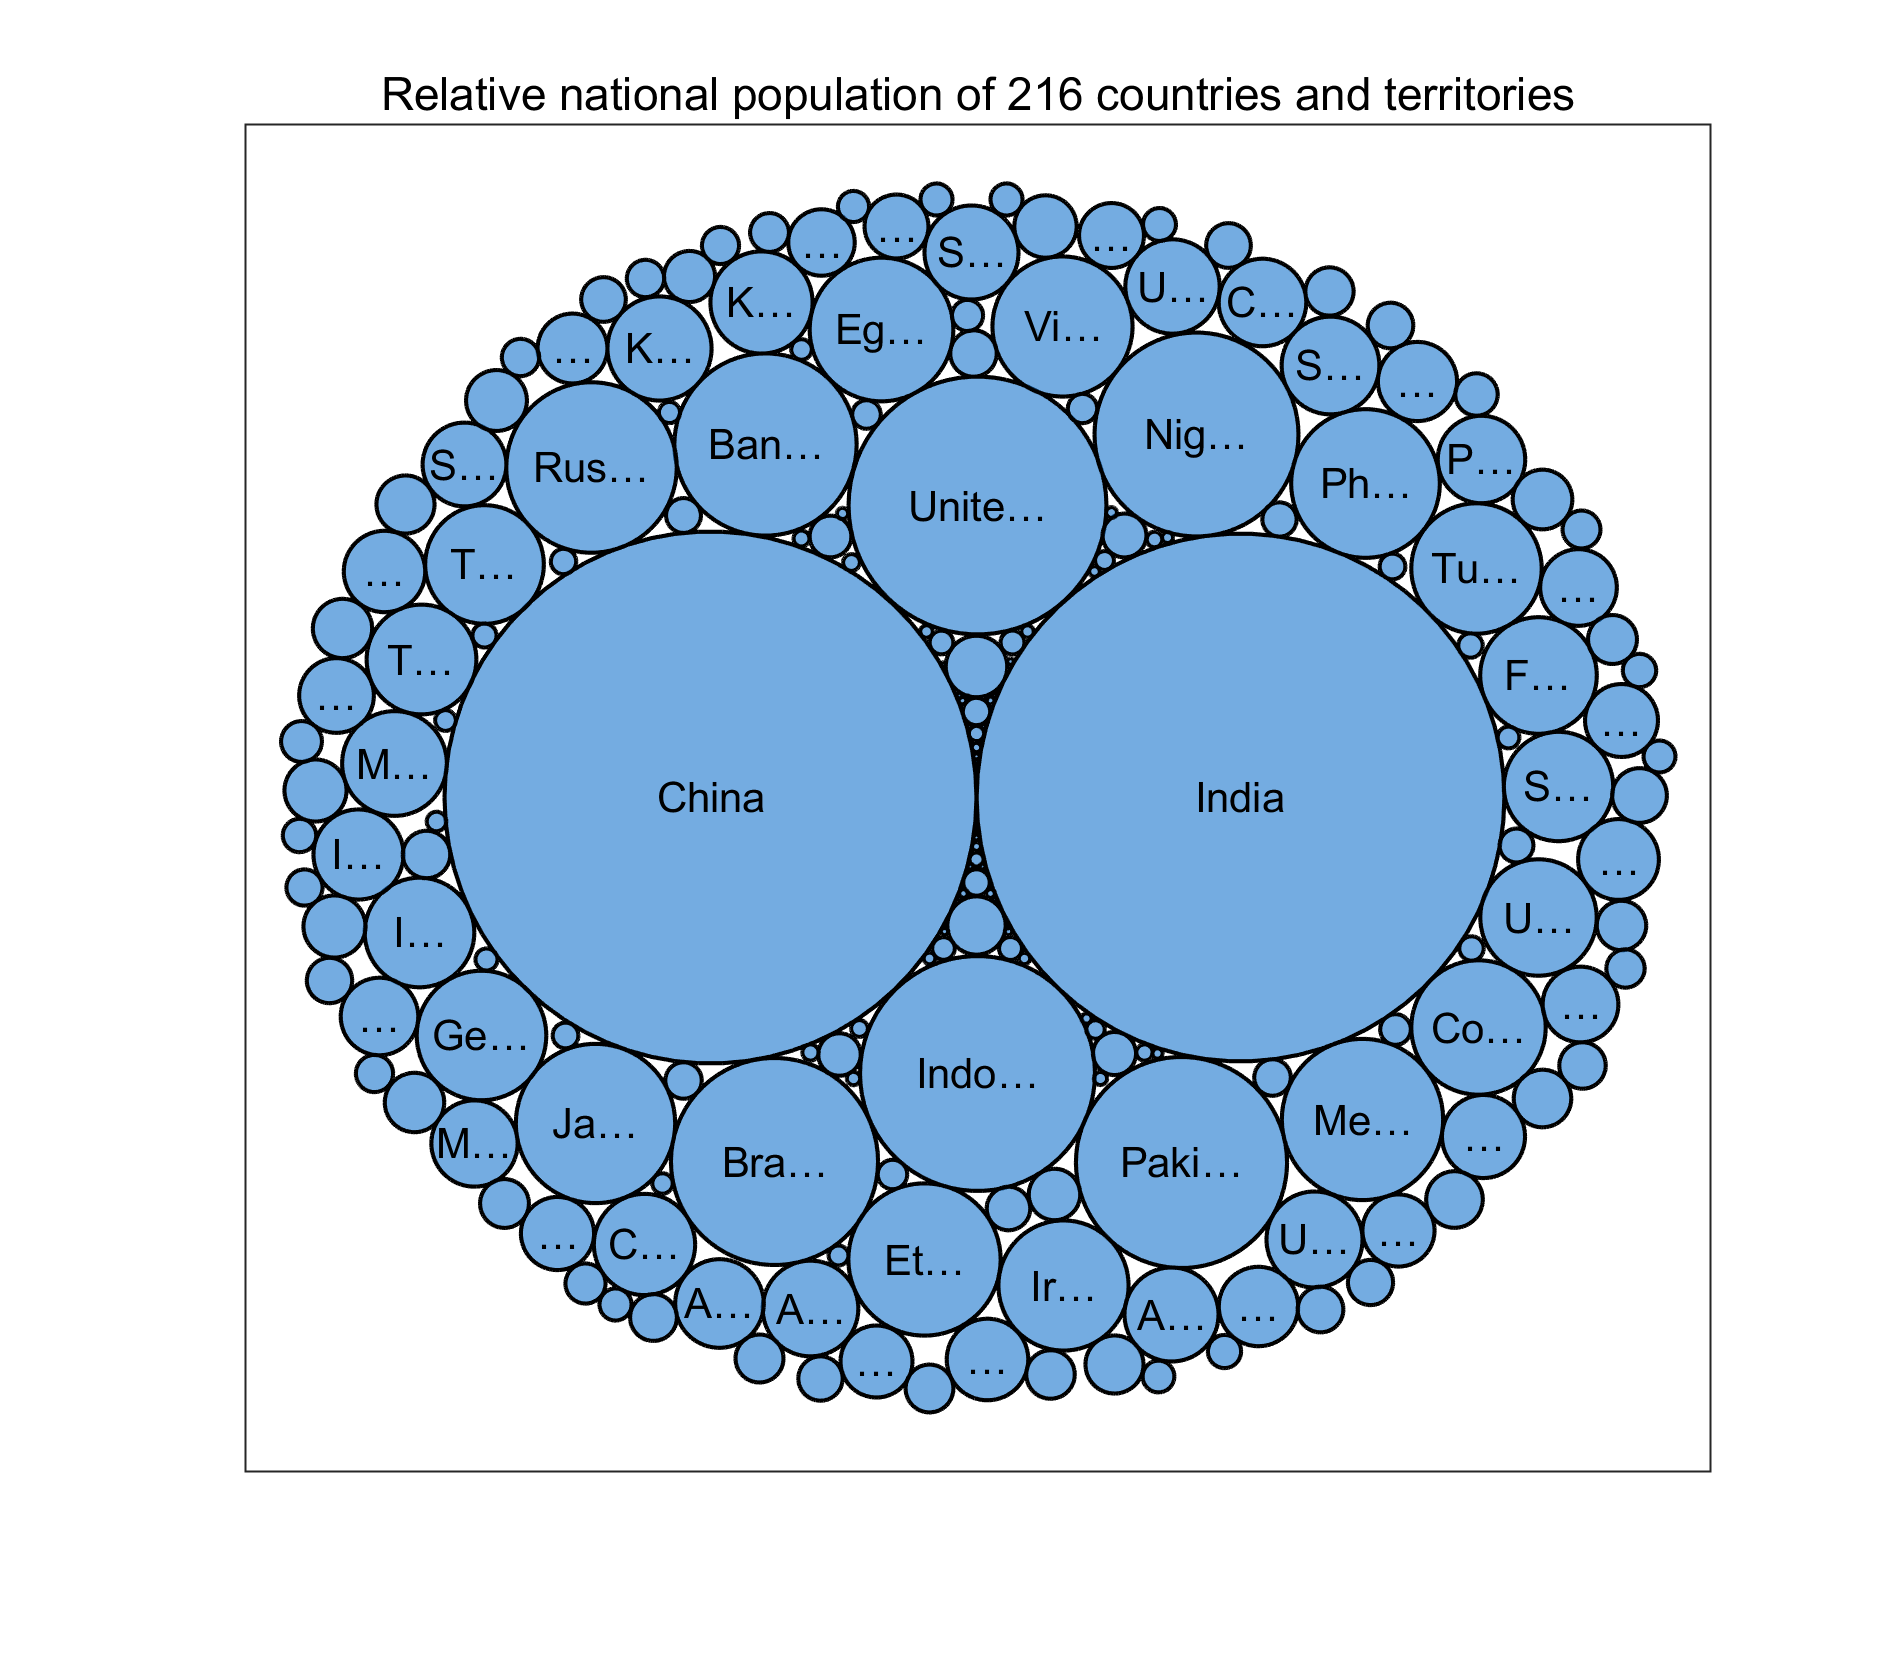 Relative national population of 216 countries and territories
…
…
S…
…
U…
K…
C…
Eg…
Vi…
…
K…
S…
…
Ban…
Nig…
P…
S…
Rus…
Ph…
Unite…
T…
…
Tu…
…
T…
F…
…
…
M…
S…
China
India
I…
…
I…
U…
…
Ge…
Co…
…
Indo…
Ja…
Me…
M…
…
Bra…
Paki…
…
C…
U…
…
Et…
Ir…
A…
A…
A…
…
…
…